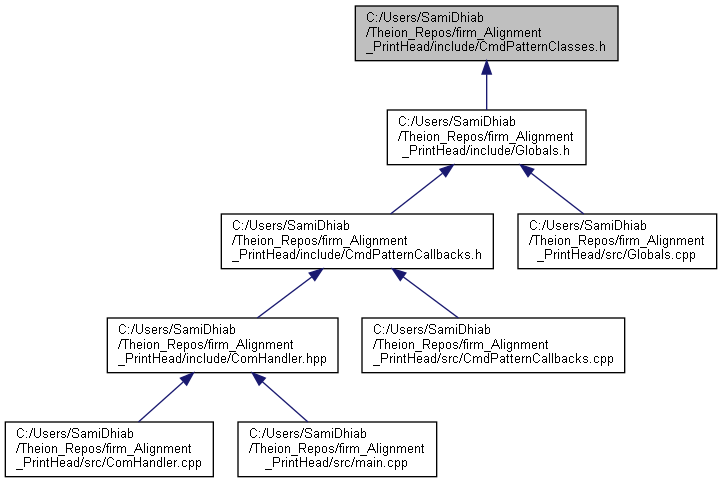 C:/Users/SamiDhiab
/Theion_Repos/firm_Alignment
_PrintHead/include/CmdPatternClasses.h
C:/Users/SamiDhiab
/Theion_Repos/firm_Alignment
_PrintHead/include/Globals.h
C:/Users/SamiDhiab
/Theion_Repos/firm_Alignment
_PrintHead/include/CmdPatternCallbacks.h
C:/Users/SamiDhiab
/Theion_Repos/firm_Alignment
_PrintHead/src/Globals.cpp
C:/Users/SamiDhiab
/Theion_Repos/firm_Alignment
_PrintHead/include/ComHandler.hpp
C:/Users/SamiDhiab
/Theion_Repos/firm_Alignment
_PrintHead/src/CmdPatternCallbacks.cpp
C:/Users/SamiDhiab
/Theion_Repos/firm_Alignment
_PrintHead/src/ComHandler.cpp
C:/Users/SamiDhiab
/Theion_Repos/firm_Alignment
_PrintHead/src/main.cpp